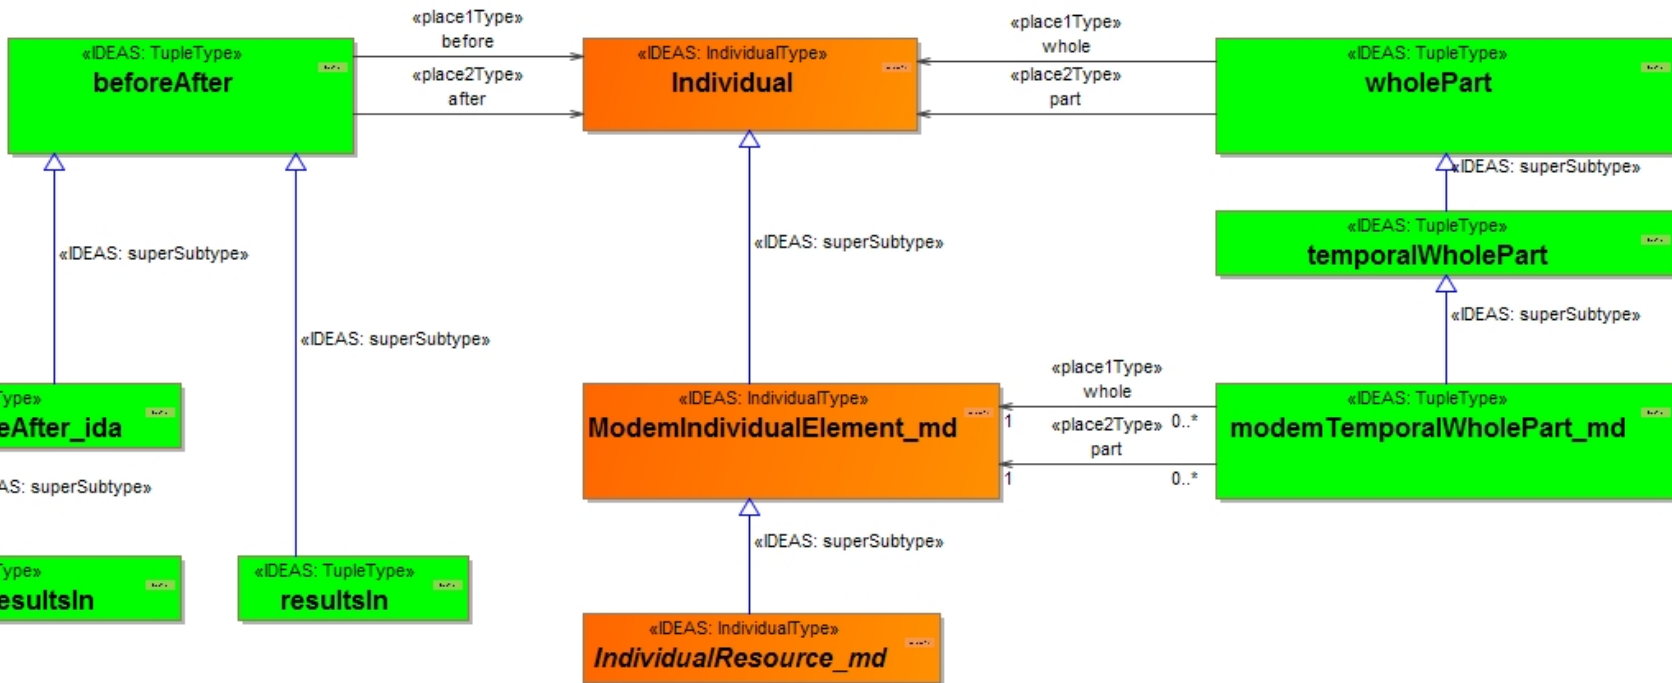 «place1Type»
before
«place2Type»
after
«place1Type»
whole
«place2Type»
part
«IDEAS: TupleType»
beforeAfter
«IDEAS: IndividualType»
Individual
«IDEAS: TupleType»
wholePart
«IDEAS: superSubtype»
«IDEAS: TupleType»
temporalWholePart
«IDEAS: superSubtype»
«IDEAS: superSubtype»
«IDEAS: superSubtype»
«IDEAS: superSubtype»
ype»
eAfter_ida
«IDEAS: IndividualType»
ModemIndividualElement_md
«place1Type»
whole
1
«place2Type» 0..*
part
1 0..*
«IDEAS: TupleType»
modemTemporalWholePart_md
AS: superSubtype»
«IDEAS: superSubtype»
ype»
esultsIn
«IDEAS: TupleType»
resultsIn
«IDEAS: IndividualType»
IndividualResource_md